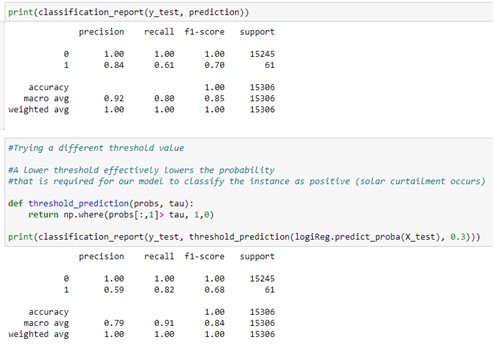 print(classification_report(y_test, prediction))
precision recall f1-score support
0 1.00 1.00 1.00 15245
1 0.84 0.61 0.70 61
accuracy 1.00 15306
macro avg 0.92 0.80 0.85 15306
weighted avg 1.00 1.00 1.00 15306
#Trying a different threshold value
#A lower threshold effectively lowers the probability
#that is required for our model to classify the instance as positive (solar curtailment occurs)
def threshold_prediction(probs, tau):
return np.where(probs[:,1]> tau, 1,0)
print(classification_report(y_test, threshold_prediction(logiReg.predict_proba(X_test), 0.3)))
precision recall f1-score support
0 1.00 1.00 1.00 15245
1 0.59 0.82 0.68 61
accuracy 1.00 15306
macro avg 0.79 0.91 0.84 15306
weighted avg 1.00 1.00 1.00 15306